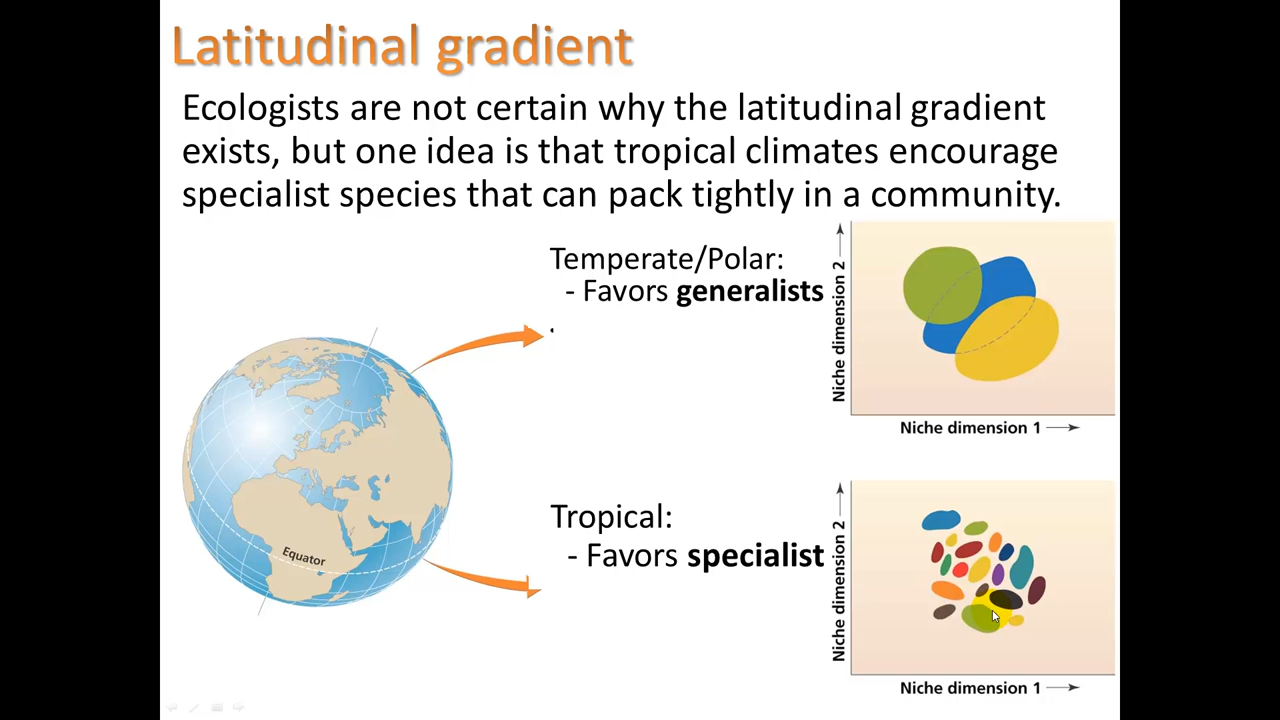 Latitudinal gradient
Ecologists are not certain why the latitudinal gradient
exists, but one idea is that tropical climates encourage
specialist species that can pack tightly in a community.
Temperate/Polar:
- Favors generalists
Niche dimension 2
Niche dimension 1
Equator
Tropical:
- Favors specialist
Niche dimension 2
Niche dimension 1